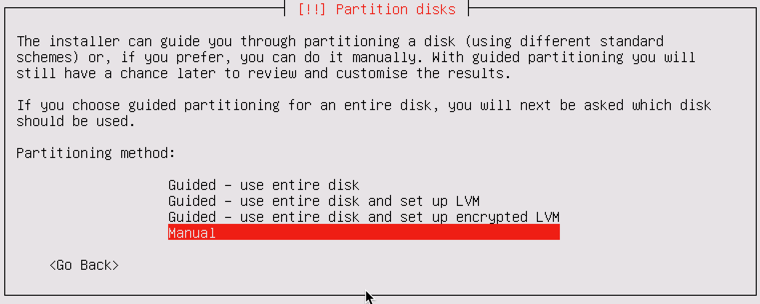 [!!] Partition disks
The installer can guide you through partitioning a disk (using different standard
schemes) or, if you prefer, you can do it manually. With guided partitioning you will
still have a chance later to review and customise the results.
If you choose guided partitioning for an entire disk, you will next be asked which disk
should be used.
Partitioning method:
Guided – use entire disk
Guided – use entire disk and set up LVM
Guided – use entire disk and set up encrypted LVM
Manual
<Go Back>